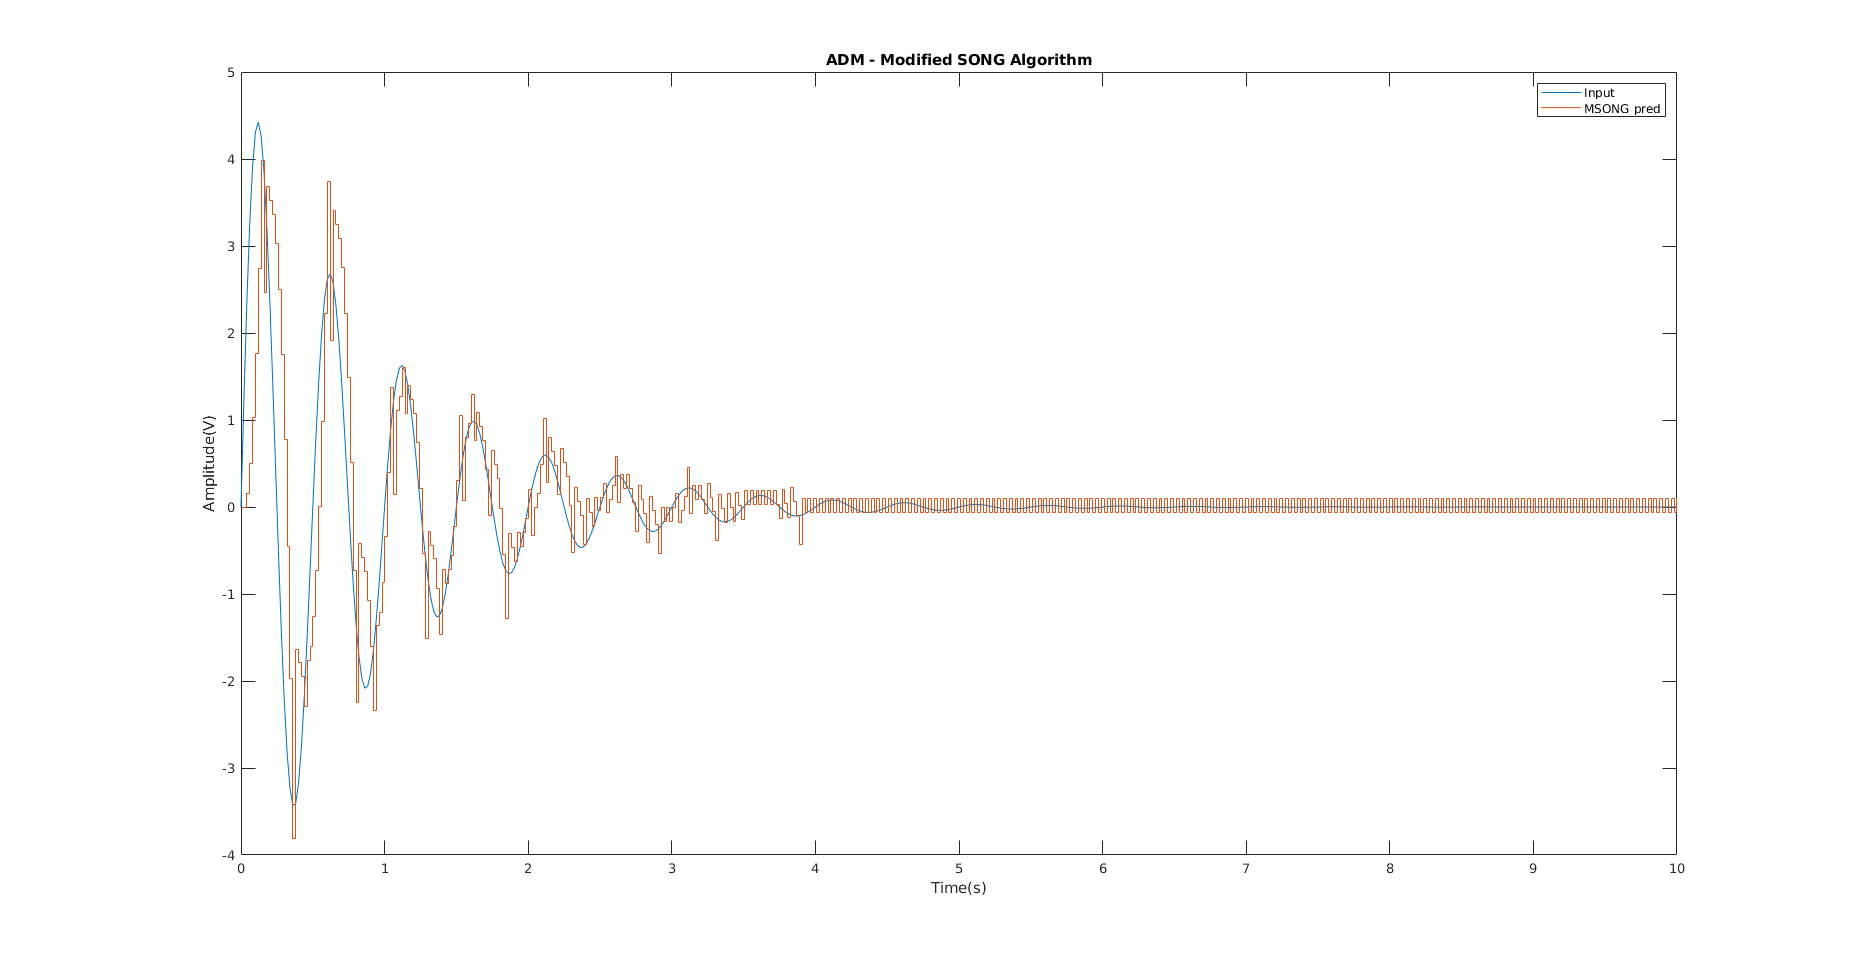 ADM - Modified SONG Algorithm
Input
MSONG pred
5
4
3
2
1
0
-1
-2
-3
-4
Amplitude(V)
0 1 2 3 4 5 6 7 8 9 10
Time(s)